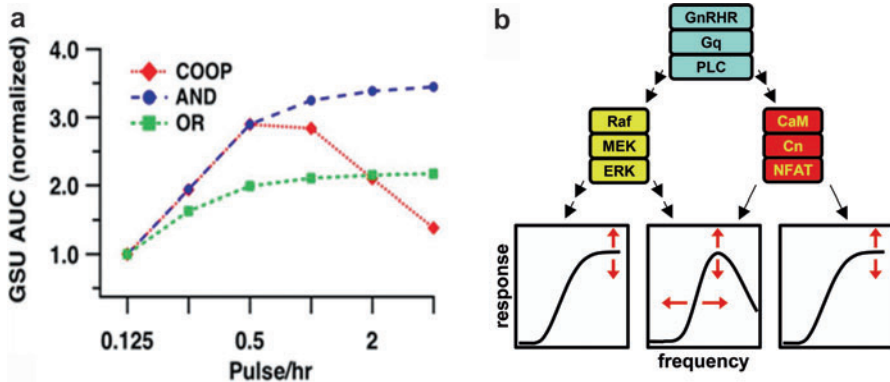 a
GSU AUC (normalized)
4.0
3.0
2.0
1.0
COOP
AND
OR
0.125
0.5
2
Pulse/hr
b
GnRHR
Gq
PLC
Raf
MEK
ERK
CaM
Cn
NFAT
response
frequency